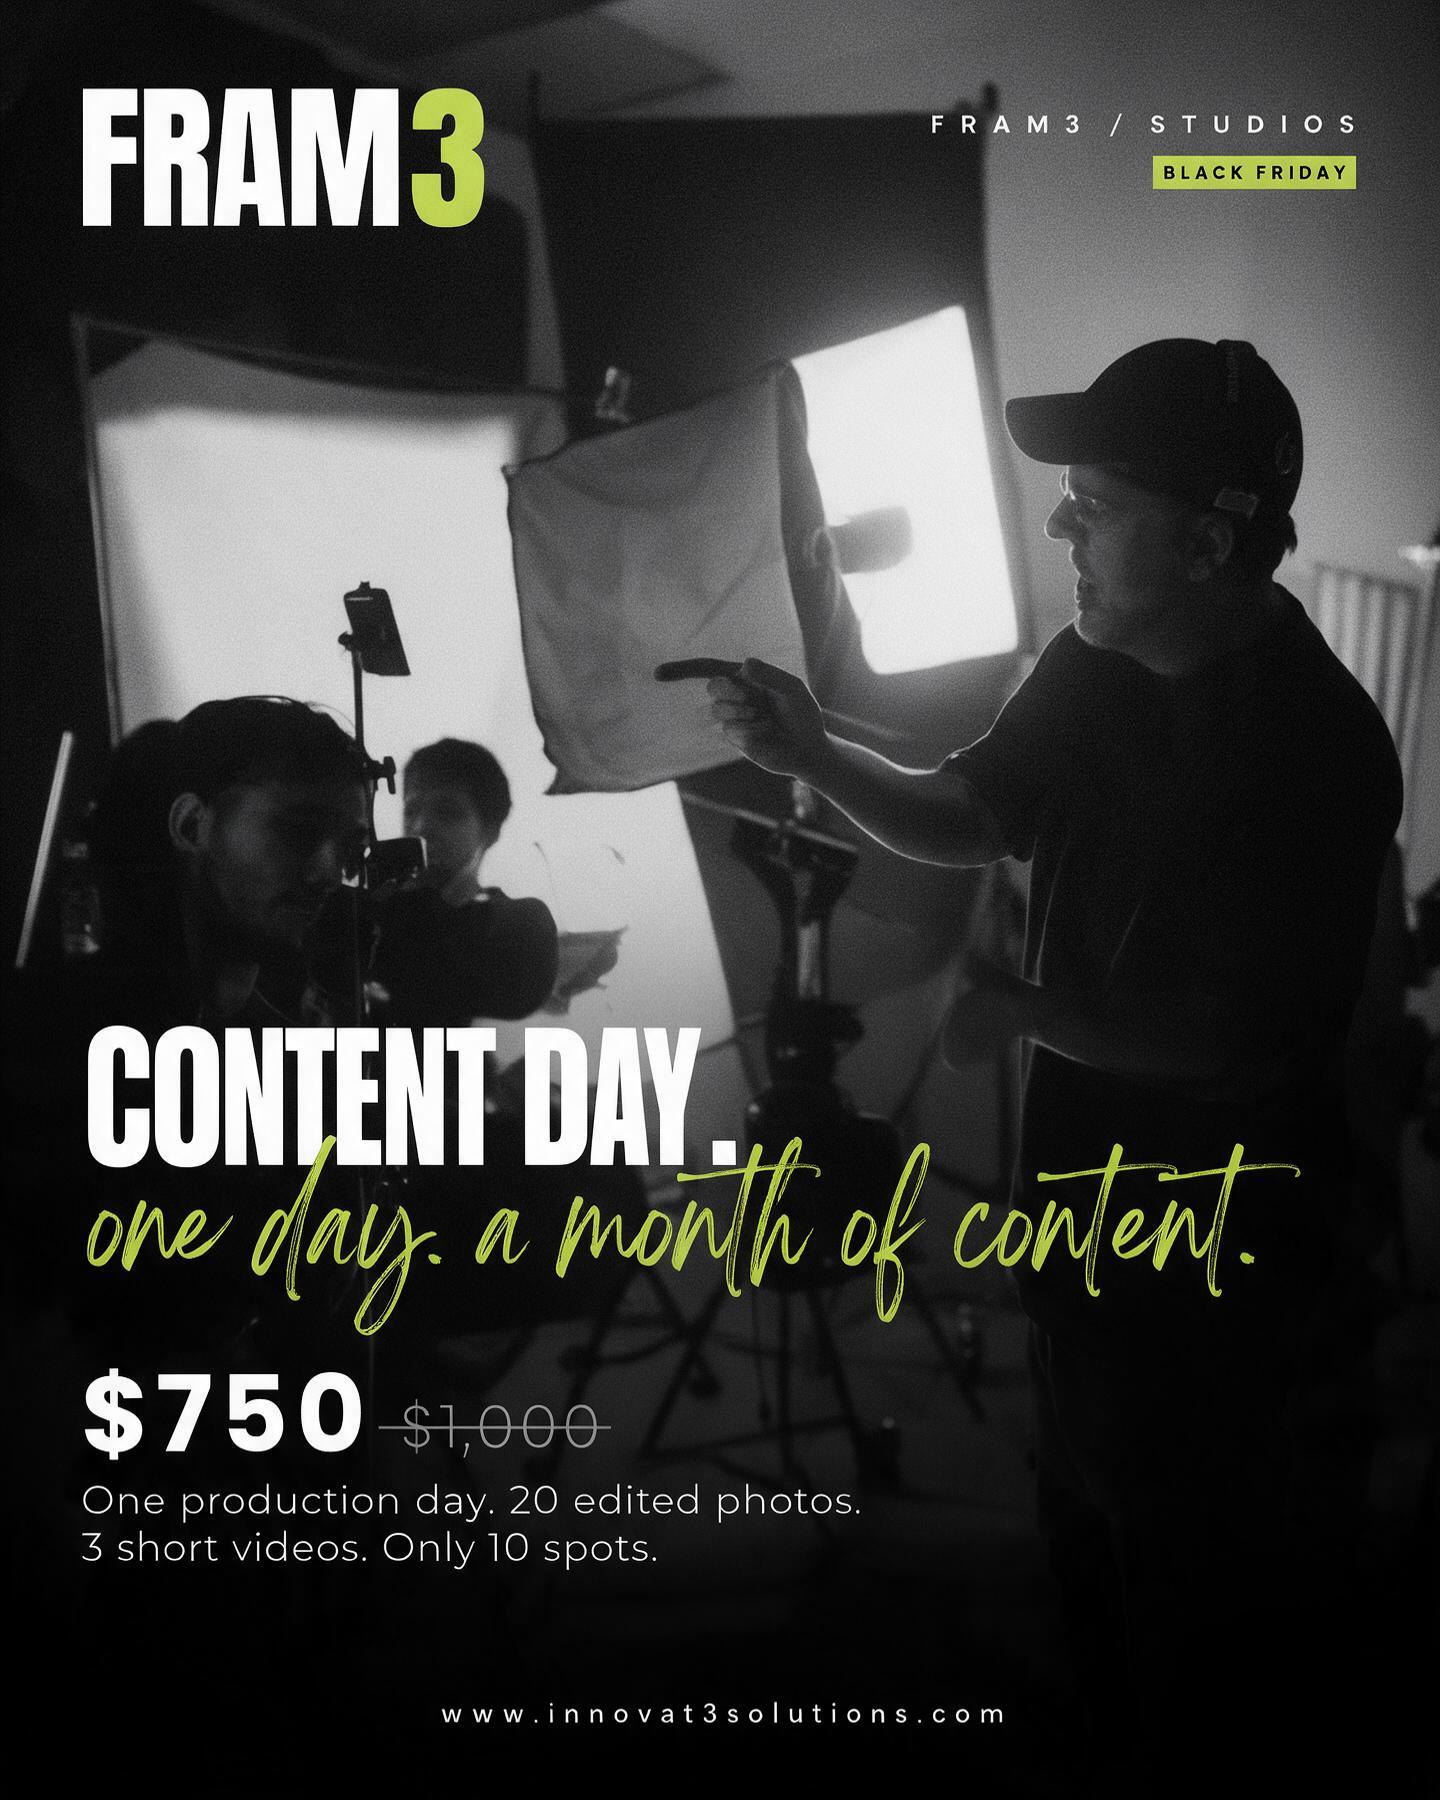 FRAM3
FRAM3 / STUDIOS
BLACK FRIDAY
CONTENT DAY.
one day. a month of content.
$750 $1,000
One production day. 20 edited photos.
3 short videos. Only 10 spots.
www.innovat3solutions.com